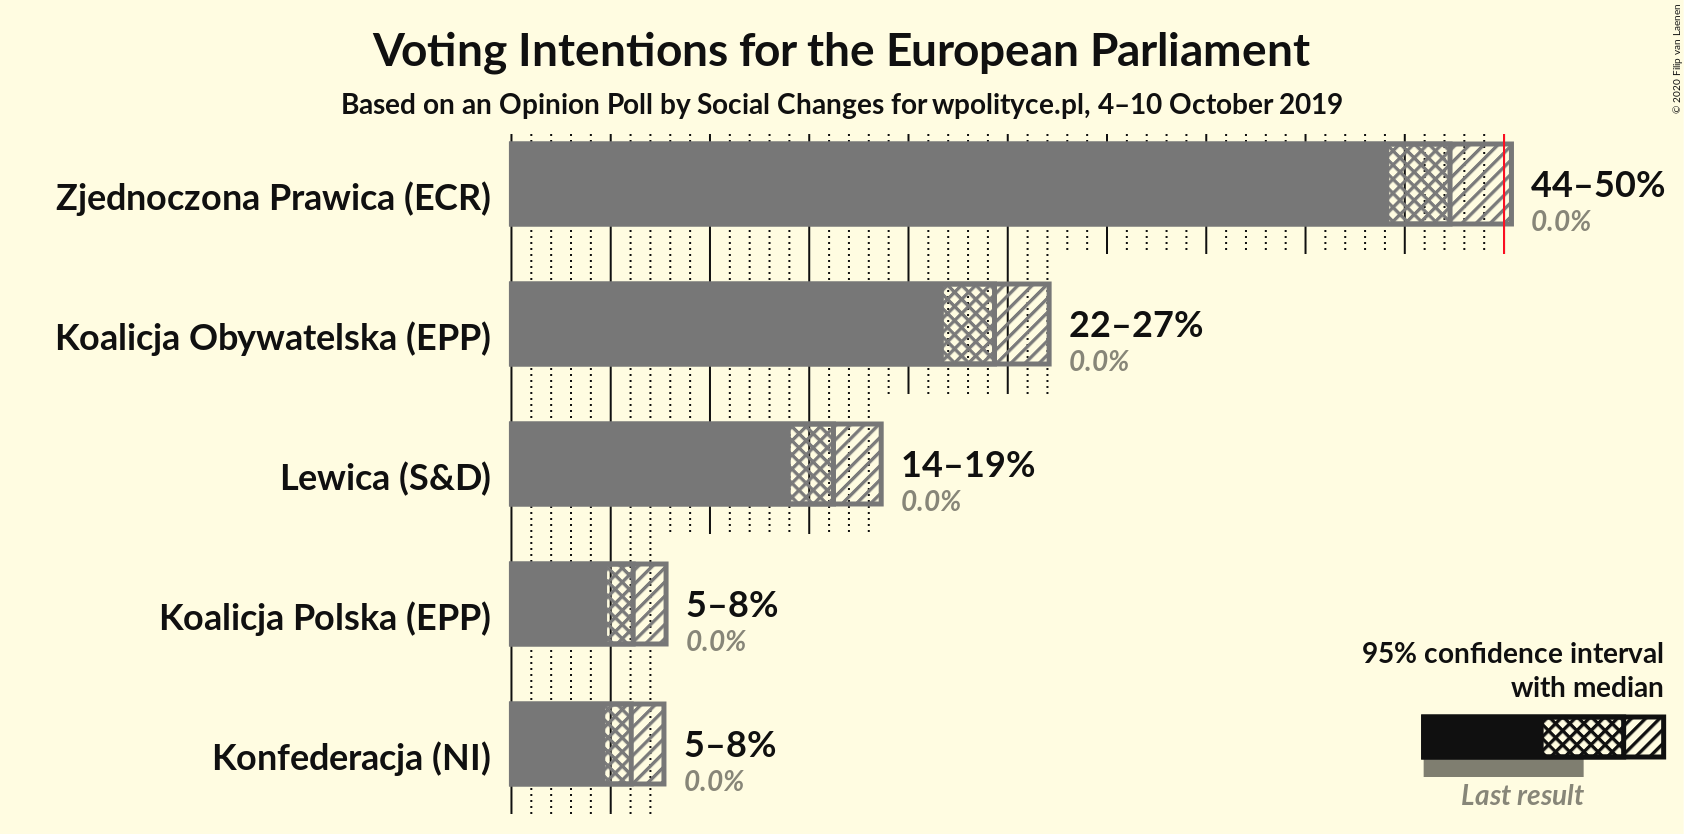 Voting Intentions for the European Parliament
Based on an Opinion Poll by Social Changes for wpolityce.pl, 4–10 October 2019
© 2020 Filip van Laenen
Zjednoczona Prawica (ECR)
44–50%
0.0%
Koalicja Obywatelska (EPP)
22–27%
0.0%
Lewica (S&D)
14–19%
0.0%
Koalicja Polska (EPP)
5–8%
0.0%
Konfederacja (NI)
5–8%
0.0%
95% confidence interval
with median
Last result